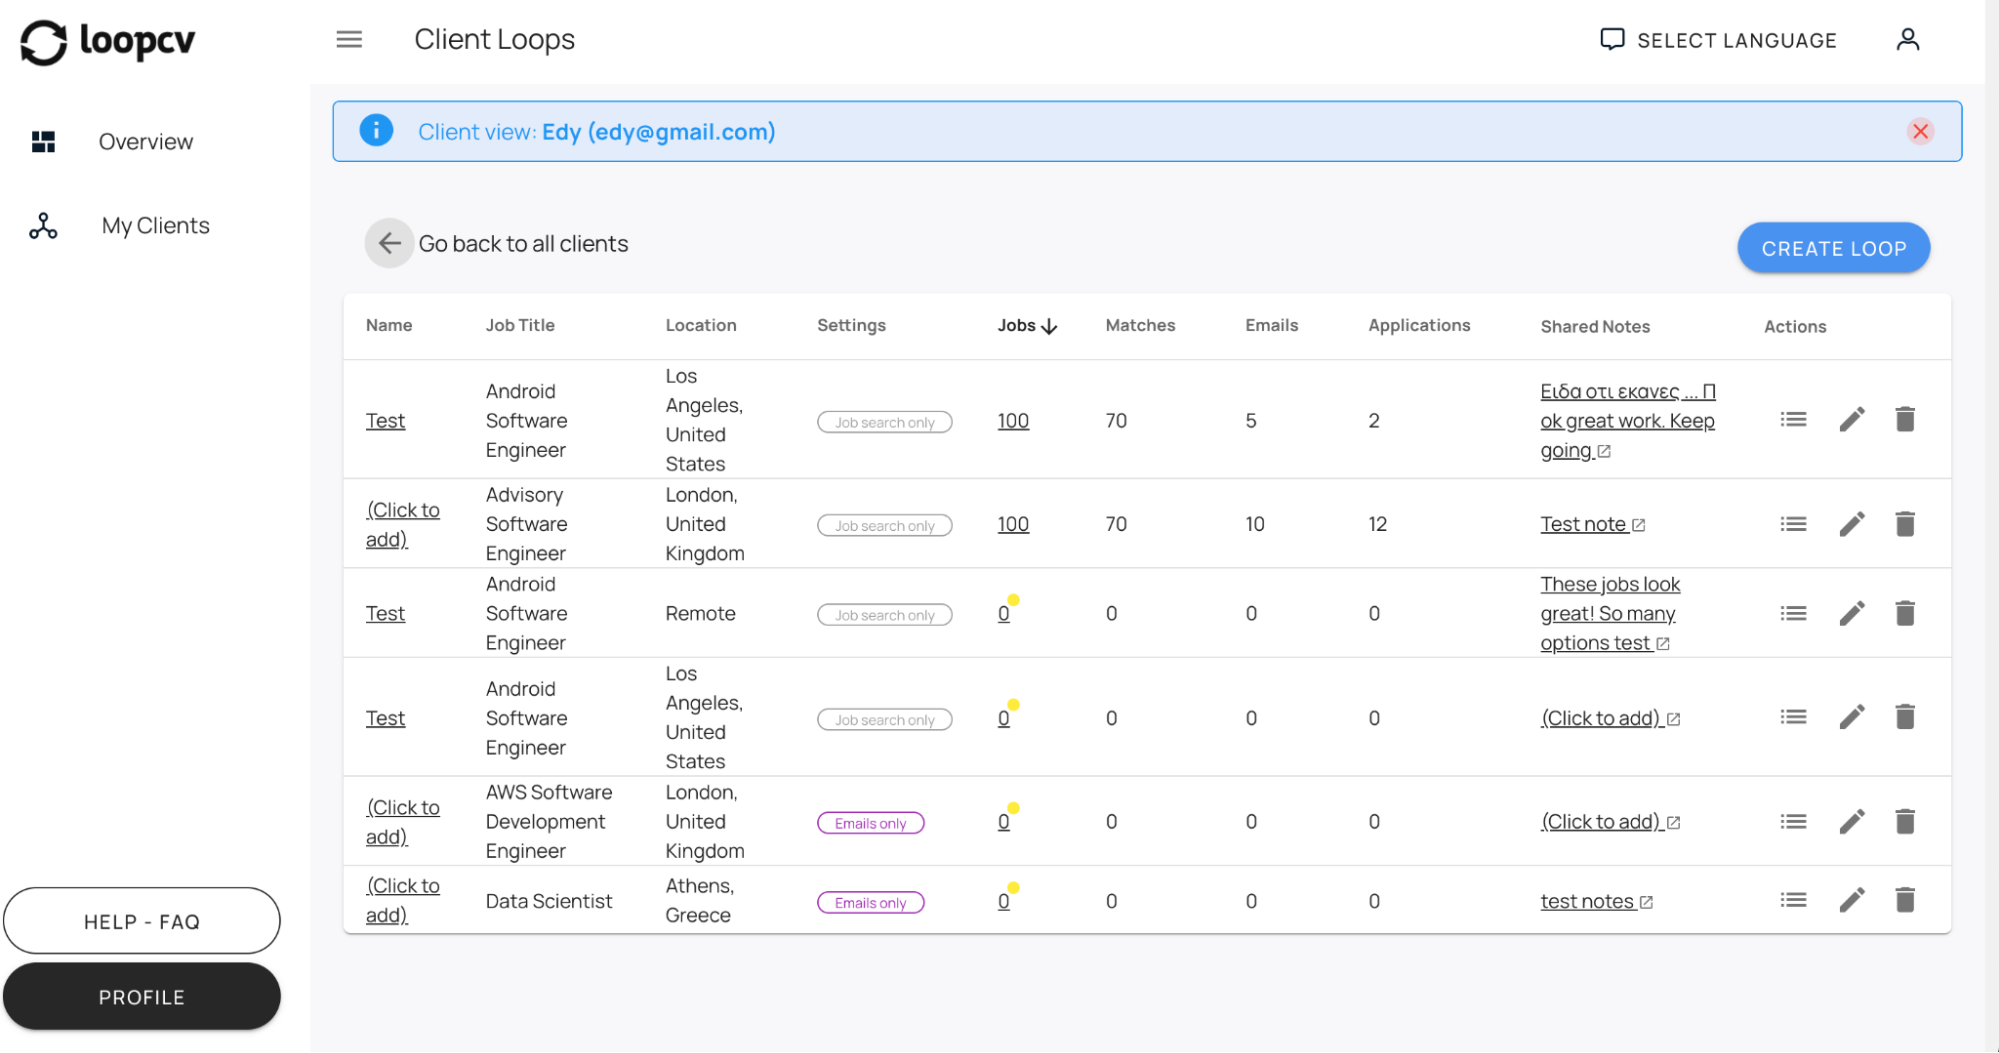 loopcv
Client Loops
SELECT LANGUAGE
Overview
My Clients
Client view: Edy (edy@gmail.com)
Go back to all clients
CREATE LOOP
Name Job Title Location Settings Jobs Matches Emails Applications Shared Notes Actions
Test
Android
Software
Engineer
Los
Angeles,
United
States
Job search only
100
70
5
2
Ειδα οτι εκανες ... Π
ok great work. Keep
going
(Click to
add)
Advisory
Software
Engineer
London,
United
Kingdom
Job search only
100
70
10
12
Test note
Test
Android
Software
Engineer
Remote
Job search only
0
0
0
0
These jobs look
great! So many
options test
Test
Android
Software
Engineer
Los
Angeles,
United
States
Job search only
0
0
0
0
(Click to add)
(Click to
add)
AWS Software
Development
Engineer
London,
United
Kingdom
Emails only
0
0
0
0
(Click to add)
(Click to
add)
Data Scientist
Athens,
Greece
Emails only
0
0
0
0
test notes
HELP - FAQ
PROFILE